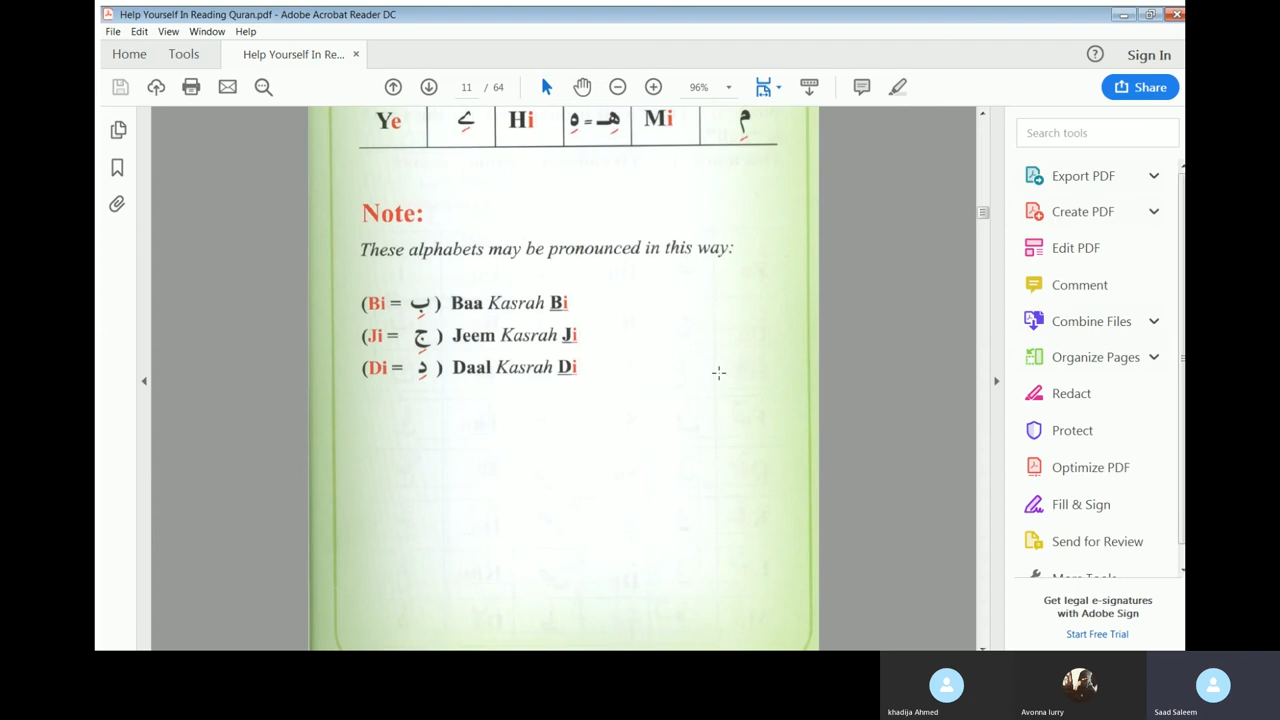 Help Yourself In Reading Quran.pdf - Adobe Acrobat Reader DC
File Edit View Window Help
Home Tools Help Yourself In Re... × Sign In
11 / 64 96% Share
Ye يِ Hi هِـ = هِ Mi مِ
Search tools
Export PDF
Create PDF
Edit PDF
Comment
Combine Files
Organize Pages
Redact
Protect
Optimize PDF
Fill & Sign
Send for Review
More Tools
Get legal e-signatures
with Adobe Sign
Start Free Trial
Note:
These alphabets may be pronounced in this way:
(Bi = بِ ) Baa Kasrah Bi
(Ji = جِ ) Jeem Kasrah Ji
(Di = دِ ) Daal Kasrah Di
khadija Ahmed
Avonna lurry
Saad Saleem